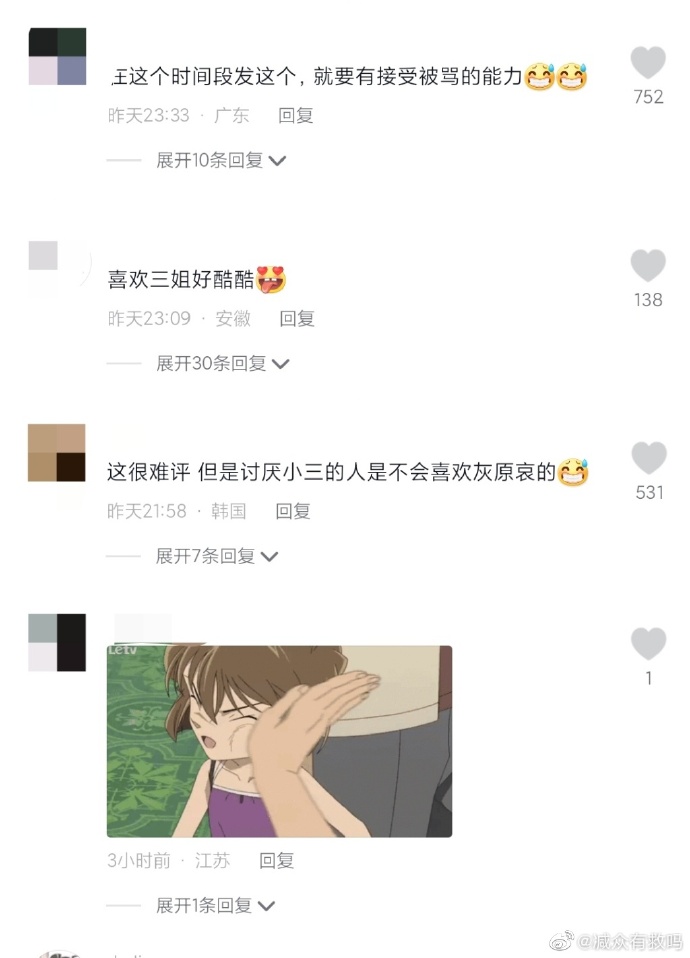 在这个时间段发这个，就要有接受被骂的能力😅😅
752
昨天23:33 · 广东 回复
展开10条回复
喜欢三姐好酷酷
138
昨天23:09 · 安徽 回复
展开30条回复
这很难评 但是讨厌小三的人是不会喜欢灰原哀的😅
531
昨天21:58 · 韩国 回复
展开7条回复
Letv
1
3小时前 · 江苏 回复
展开1条回复
@减众有救吗